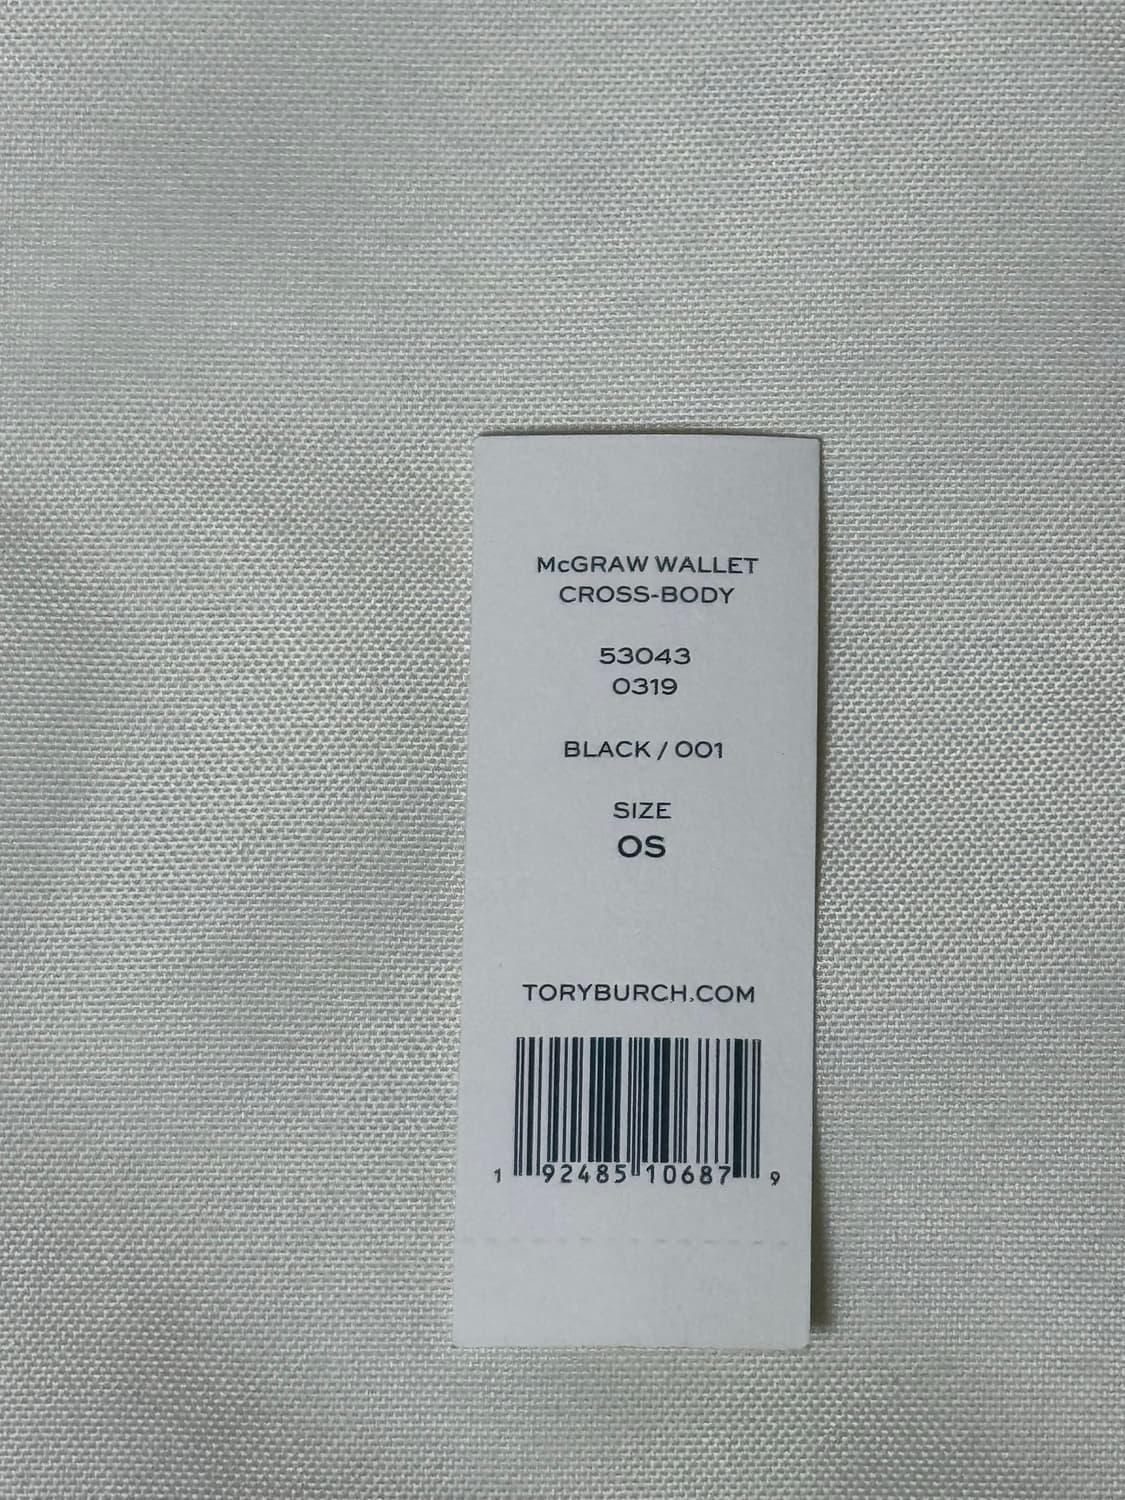 McGRAW WALLET
CROSS-BODY
53043
0319
BLACK / 001
SIZE
OS
TORYBURCH.COM
1 92485 10687 9